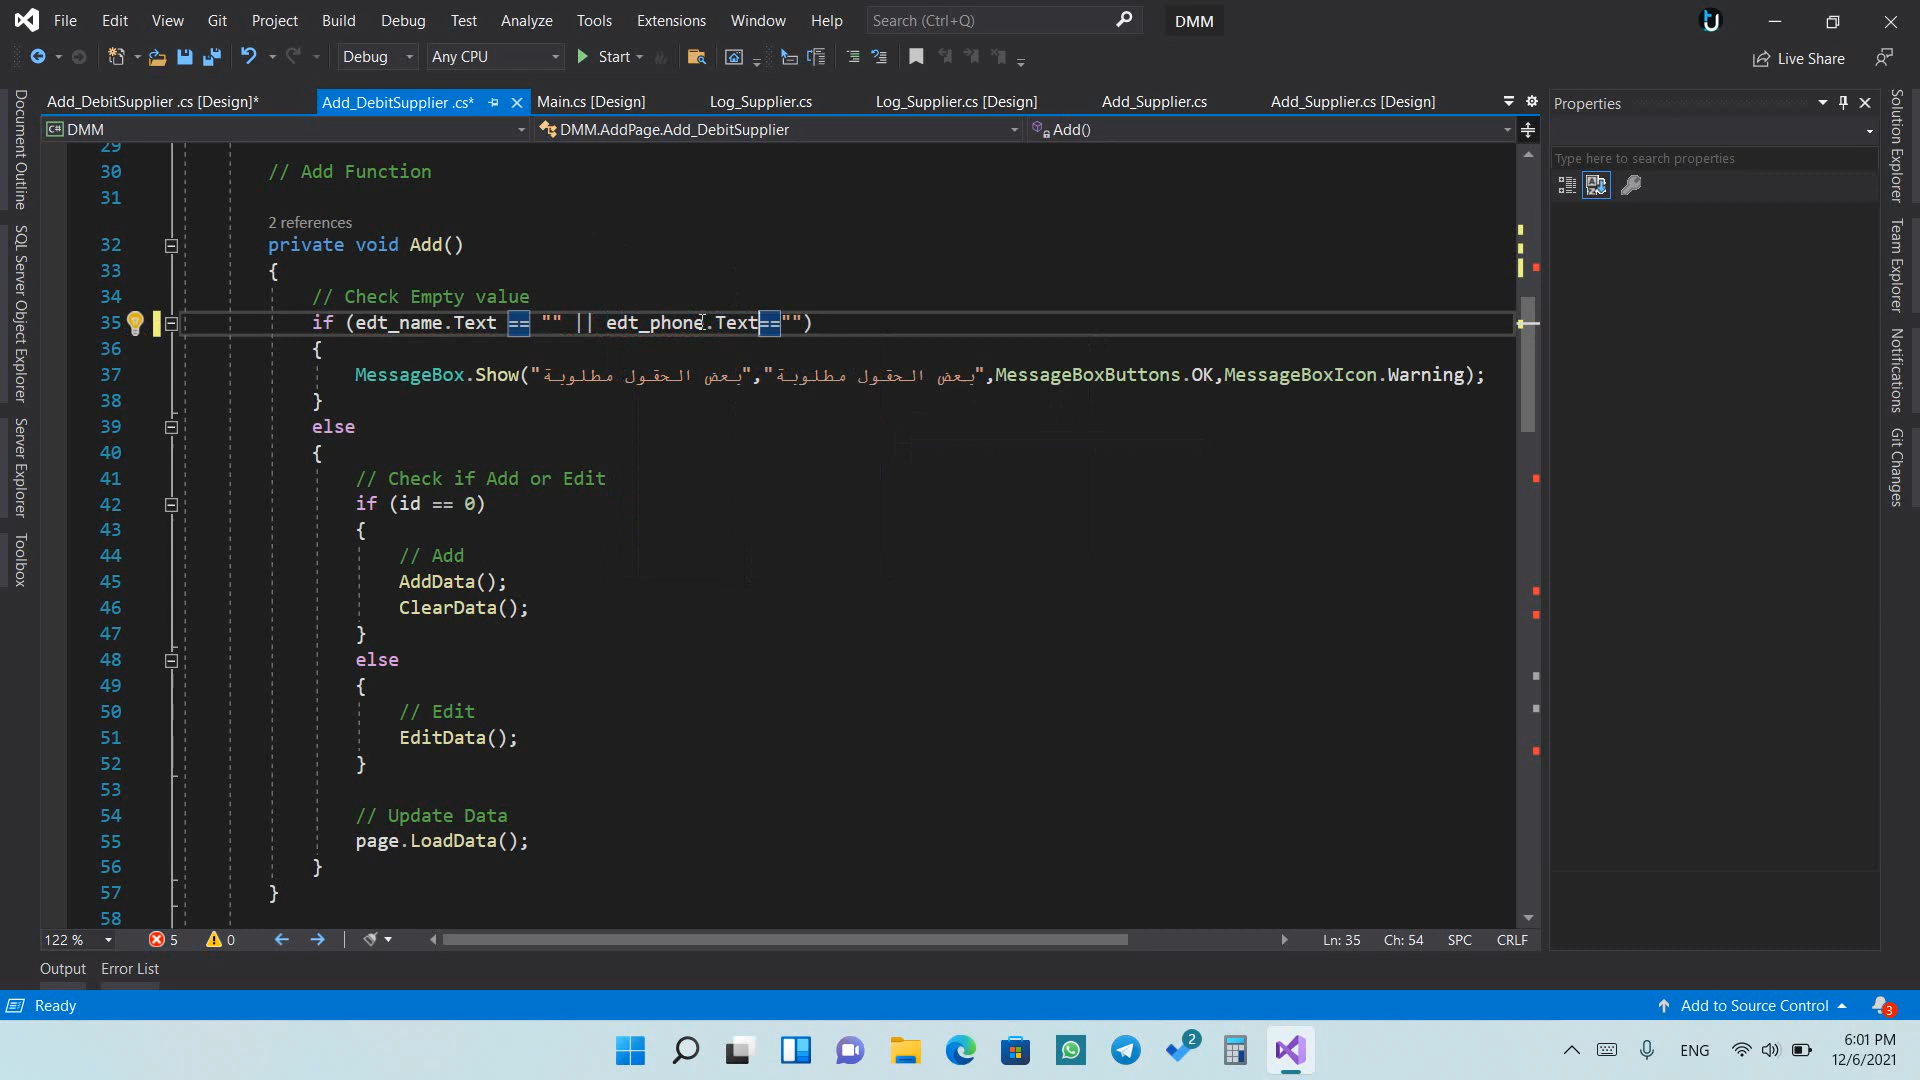 File Edit View Git Project Build Debug Test Analyze Tools Extensions Window Help Search (Ctrl+Q) DMM
Debug Any CPU Start Live Share
Add_DebitSupplier .cs [Design]* Add_DebitSupplier .cs* Main.cs [Design] Log_Supplier.cs Log_Supplier.cs [Design] Add_Supplier.cs Add_Supplier.cs [Design]
C# DMM DMM.AddPage.Add_DebitSupplier Add()
29
30 // Add Function
31
2 references
32 private void Add()
33 {
34 // Check Empty value
35 if (edt_name.Text == "" || edt_phone.Text=="")
36 {
37 MessageBox.Show("بعض الحقول مطلوبة","بعض الحقول مطلوبة",MessageBoxButtons.OK,MessageBoxIcon.Warning);
38 }
39 else
40 {
41 // Check if Add or Edit
42 if (id == 0)
43 {
44 // Add
45 AddData();
46 ClearData();
47 }
48 else
49 {
50 // Edit
51 EditData();
52 }
53
54 // Update Data
55 page.LoadData();
56 }
57 }
58
122 % 5 0 Ln: 35 Ch: 54 SPC CRLF
Output Error List
Ready Add to Source Control 3
Document Outline
SQL Server Object Explorer
Server Explorer
Toolbox
Properties
Type here to search properties
Solution Explorer
Team Explorer
Notifications
Git Changes
2
ENG
6:01 PM
12/6/2021